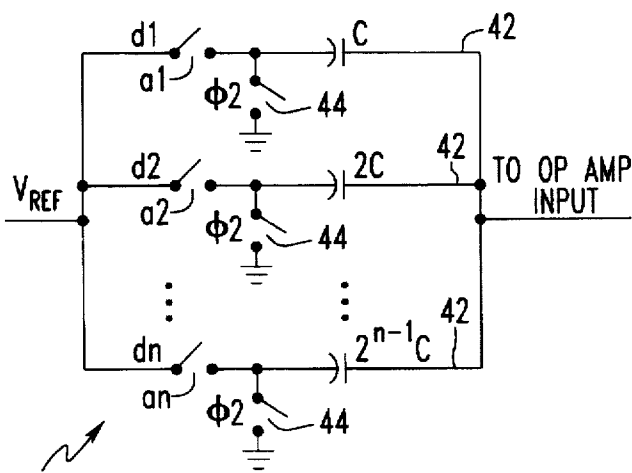 d1 C 42
a1 Φ2 44
d2 2C 42 TO OP AMP
VREF a2 INPUT
Φ2 44
dn 2^{n-1}C 42
an Φ2 44